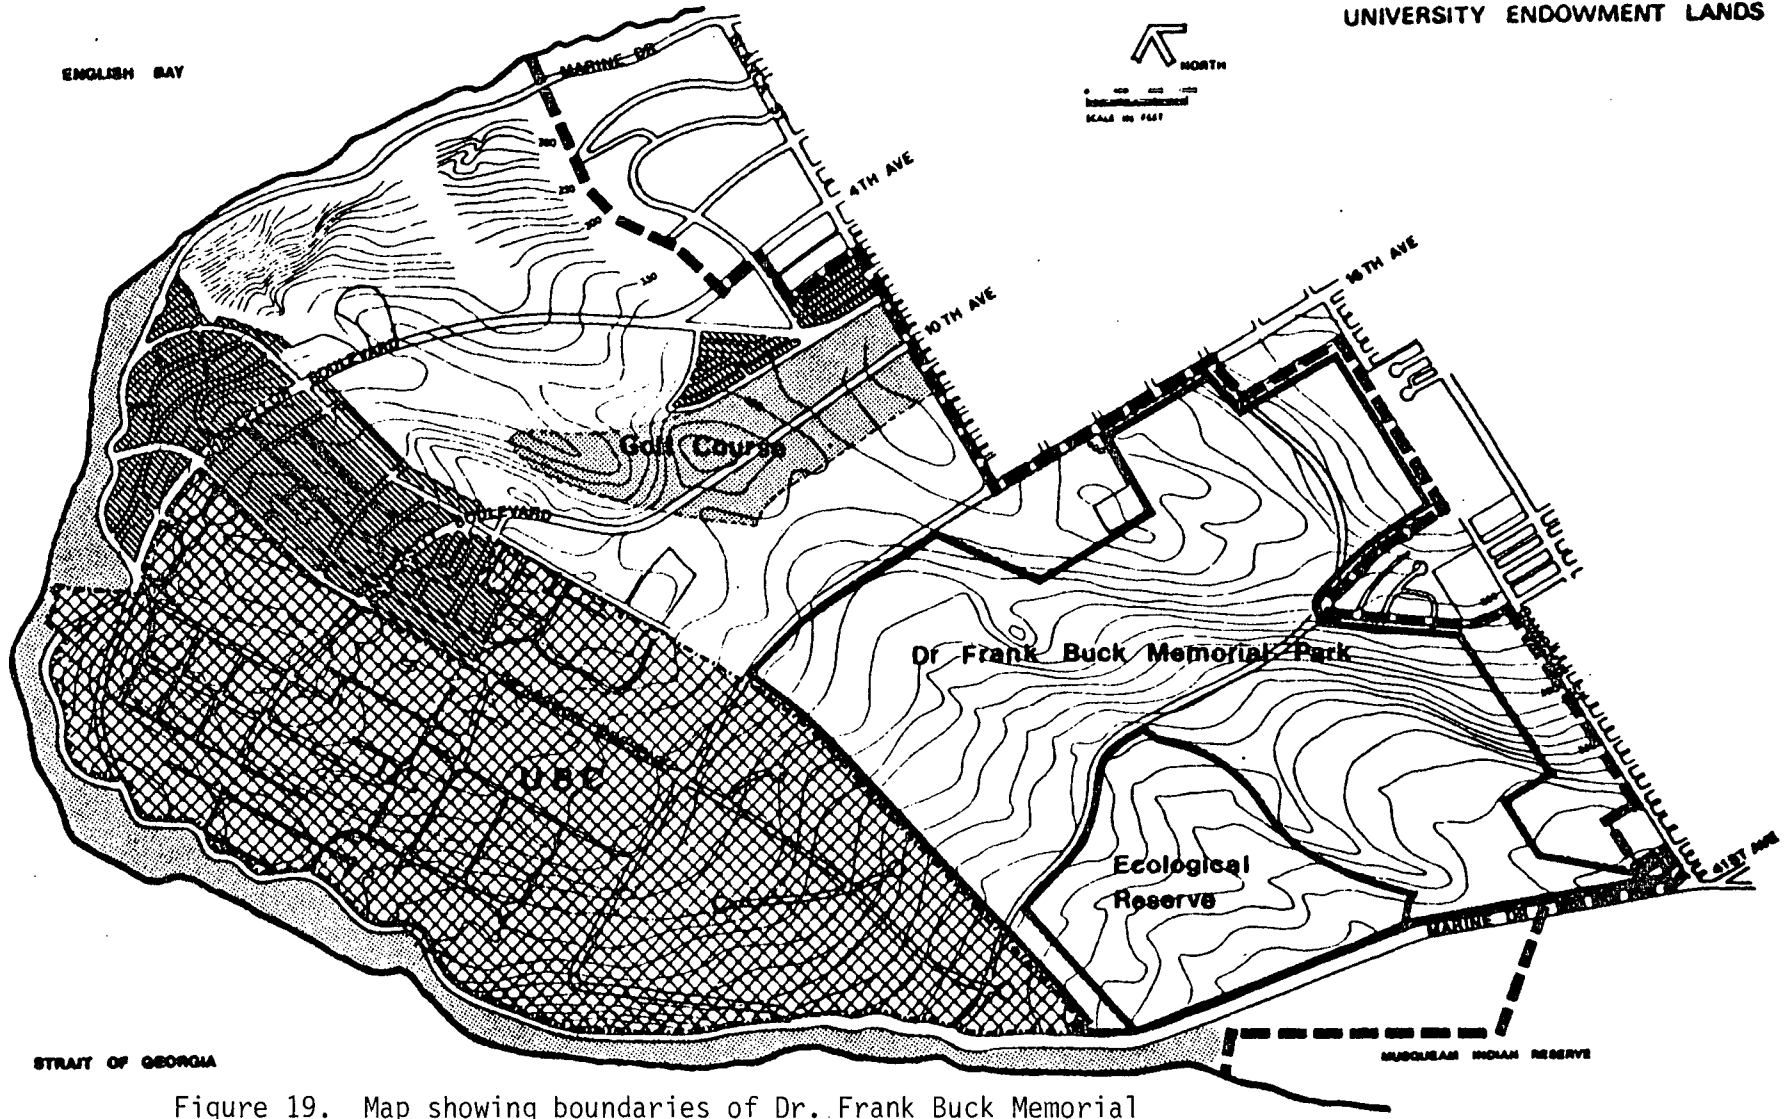 UNIVERSITY ENDOWMENT LANDS
ENGLISH BAY
MARINE DR
NORTH
SCALE IN FEET
4TH AVE
16TH AVE
10TH AVE
BOULEVARD
Golf Course
BOULEVARD
Dr Frank Buck Memorial Park
UBC
Ecological
Reserve
41ST AVE
MARINE DR
MUSQUEAM INDIAN RESERVE
STRAIT OF GEORGIA
Figure 19. Map showing boundaries of Dr. Frank Buck Memorial